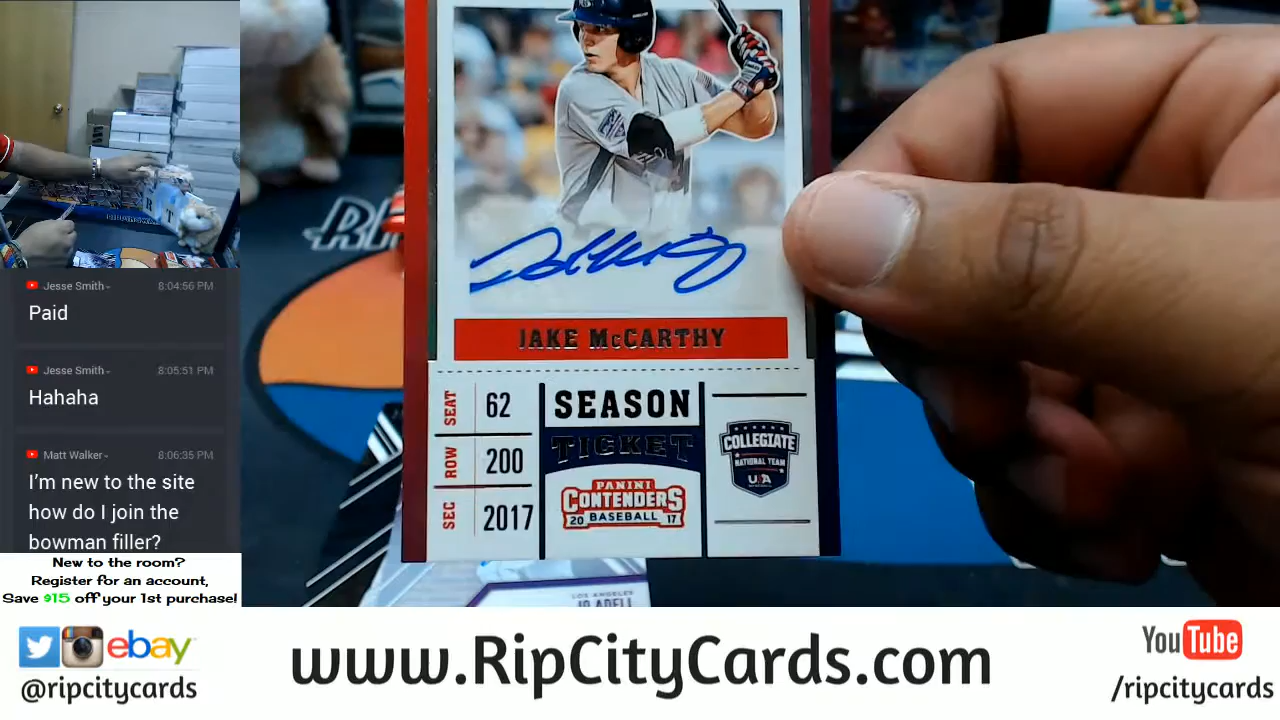 Jesse Smith
8:04:56 PM
Paid
Jesse Smith
8:05:51 PM
Hahaha
Matt Walker
8:06:35 PM
I'm new to the site
how do I join the
bowman filler?
New to the room?
Register for an account,
Save $15 off your 1st purchase!
JAKE McCARTHY
SEAT 62
ROW 200
SEC 2017
SEASON
TICKET
PANINI
CONTENDERS
20 BASEBALL 17
COLLEGIATE
NATIONAL TEAM
USA
LOS ANGELES
JO ADELL
ebay
@ripcitycards
www.RipCityCards.com
YouTube
/ripcitycards